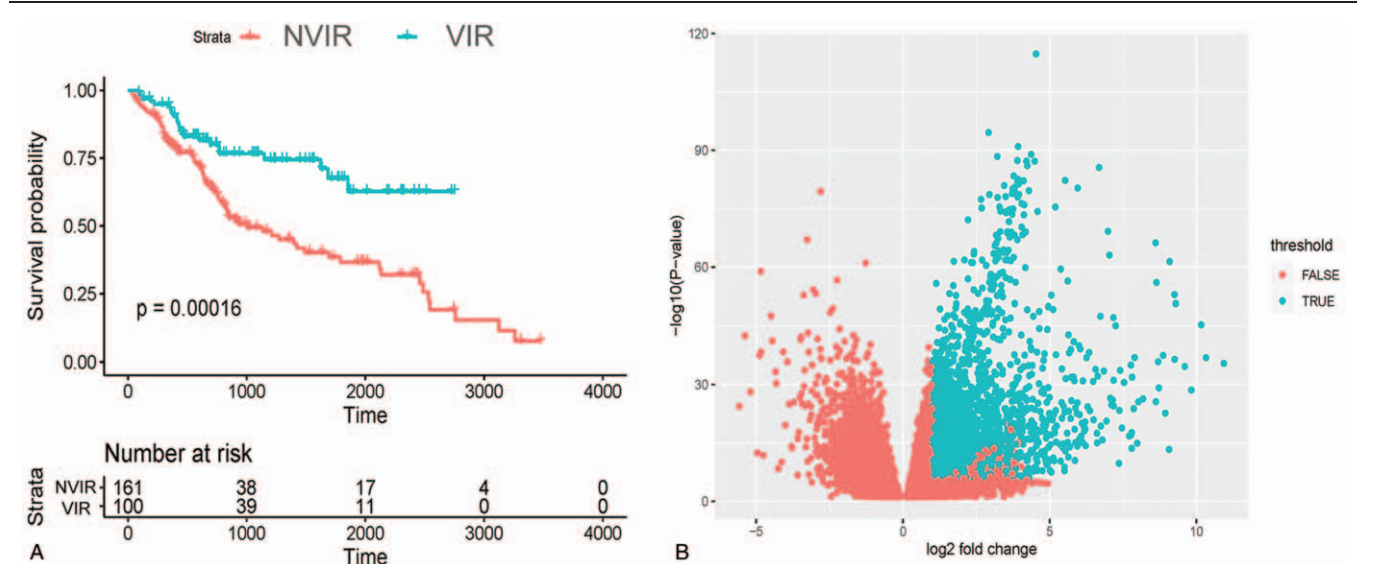 Strata NVIR VIR
Survival probability
1.00
0.75
0.50
0.25
0.00
p = 0.00016
0 1000 2000 3000 4000
Time
Number at risk
Strata
NVIR 161 38 17 4 0
VIR 100 39 11 0 0
0 1000 2000 3000 4000
Time
A
120
90
60
30
0
−log10(P−value)
−5 0 5 10
log2 fold change
threshold
FALSE
TRUE
B